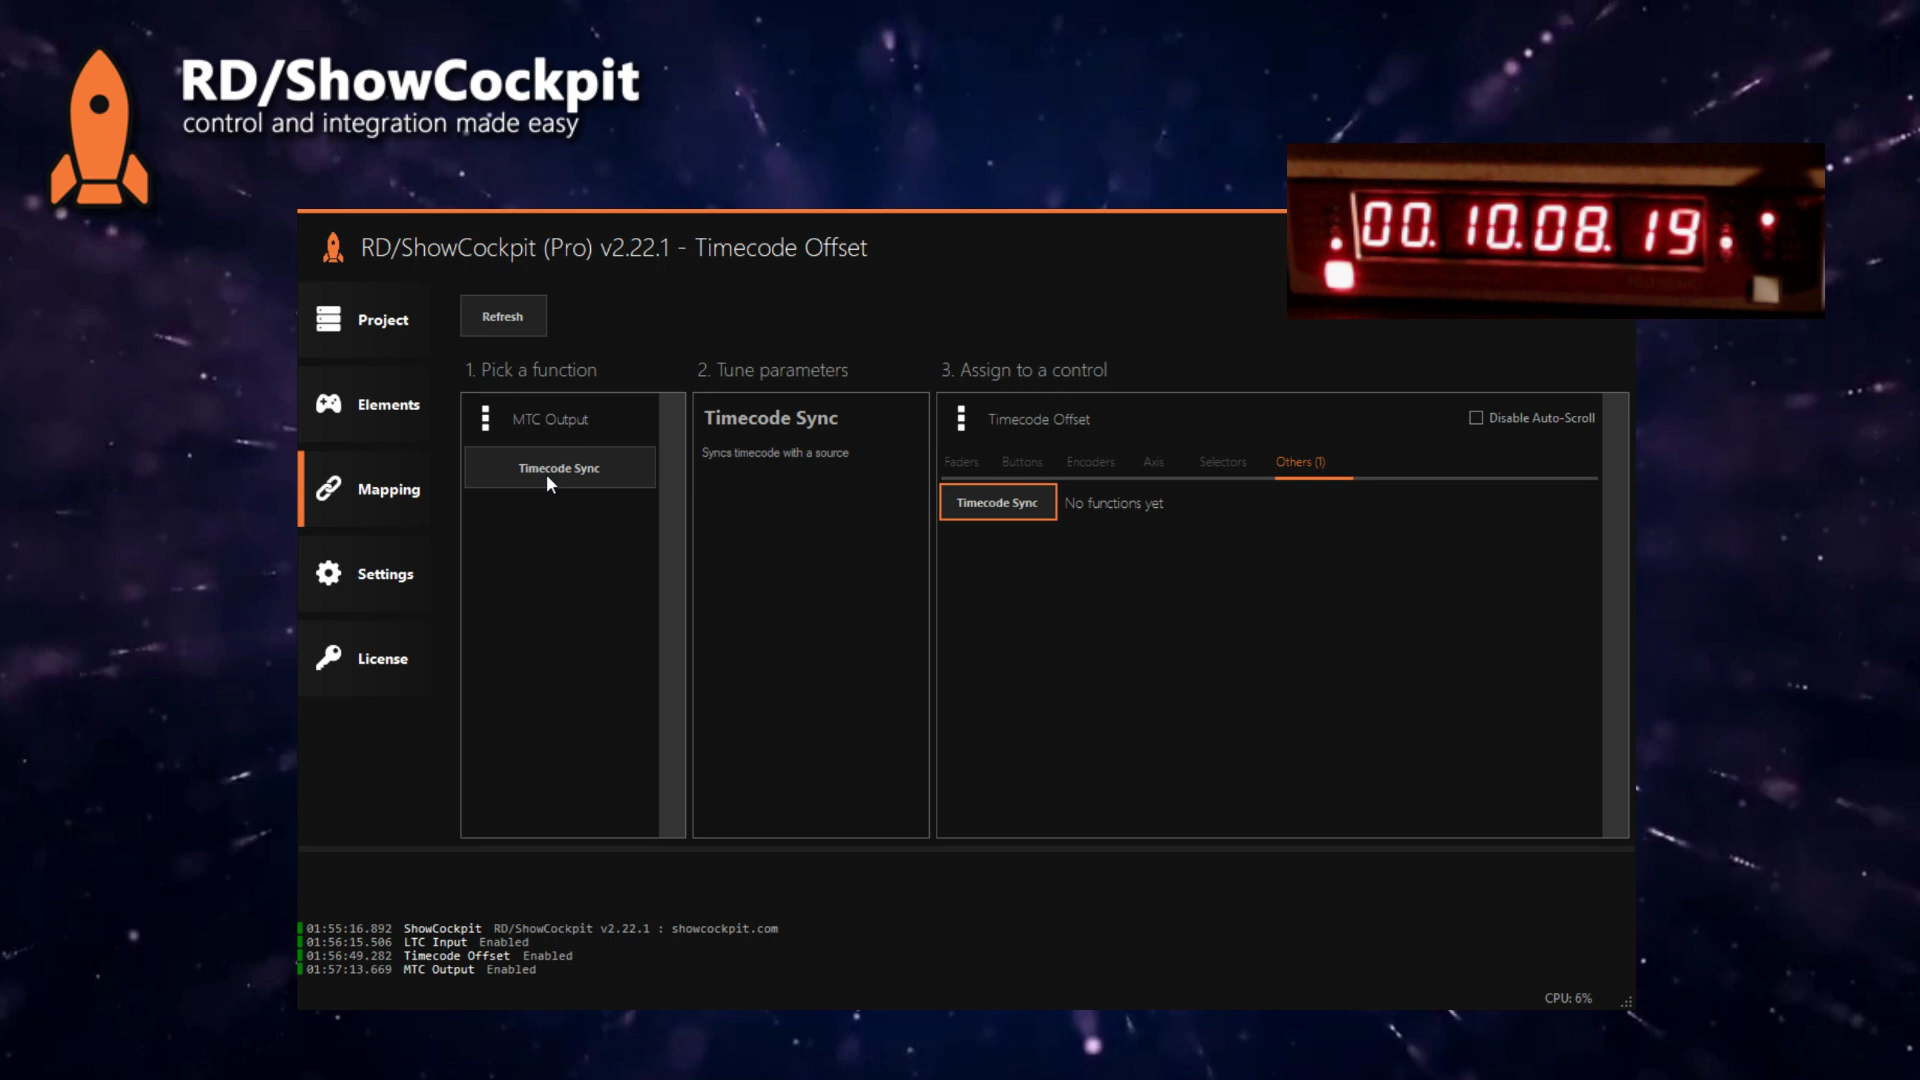 RD/ShowCockpit
control and integration made easy
00.10.08.19
RD/ShowCockpit (Pro) v2.22.1 - Timecode Offset
Project
Elements
Mapping
Settings
License
Refresh
1. Pick a function
2. Tune parameters
3. Assign to a control
MTC Output
Timecode Sync
Timecode Sync
Syncs timecode with a source
Timecode Offset
Disable Auto-Scroll
Faders Buttons Encoders Axis Selectors Others (1)
Timecode Sync No functions yet
01:55:16.892 ShowCockpit RD/ShowCockpit v2.22.1 : showcockpit.com
01:56:15.506 LTC Input Enabled
01:56:49.282 Timecode Offset Enabled
01:57:13.669 MTC Output Enabled
CPU: 6%